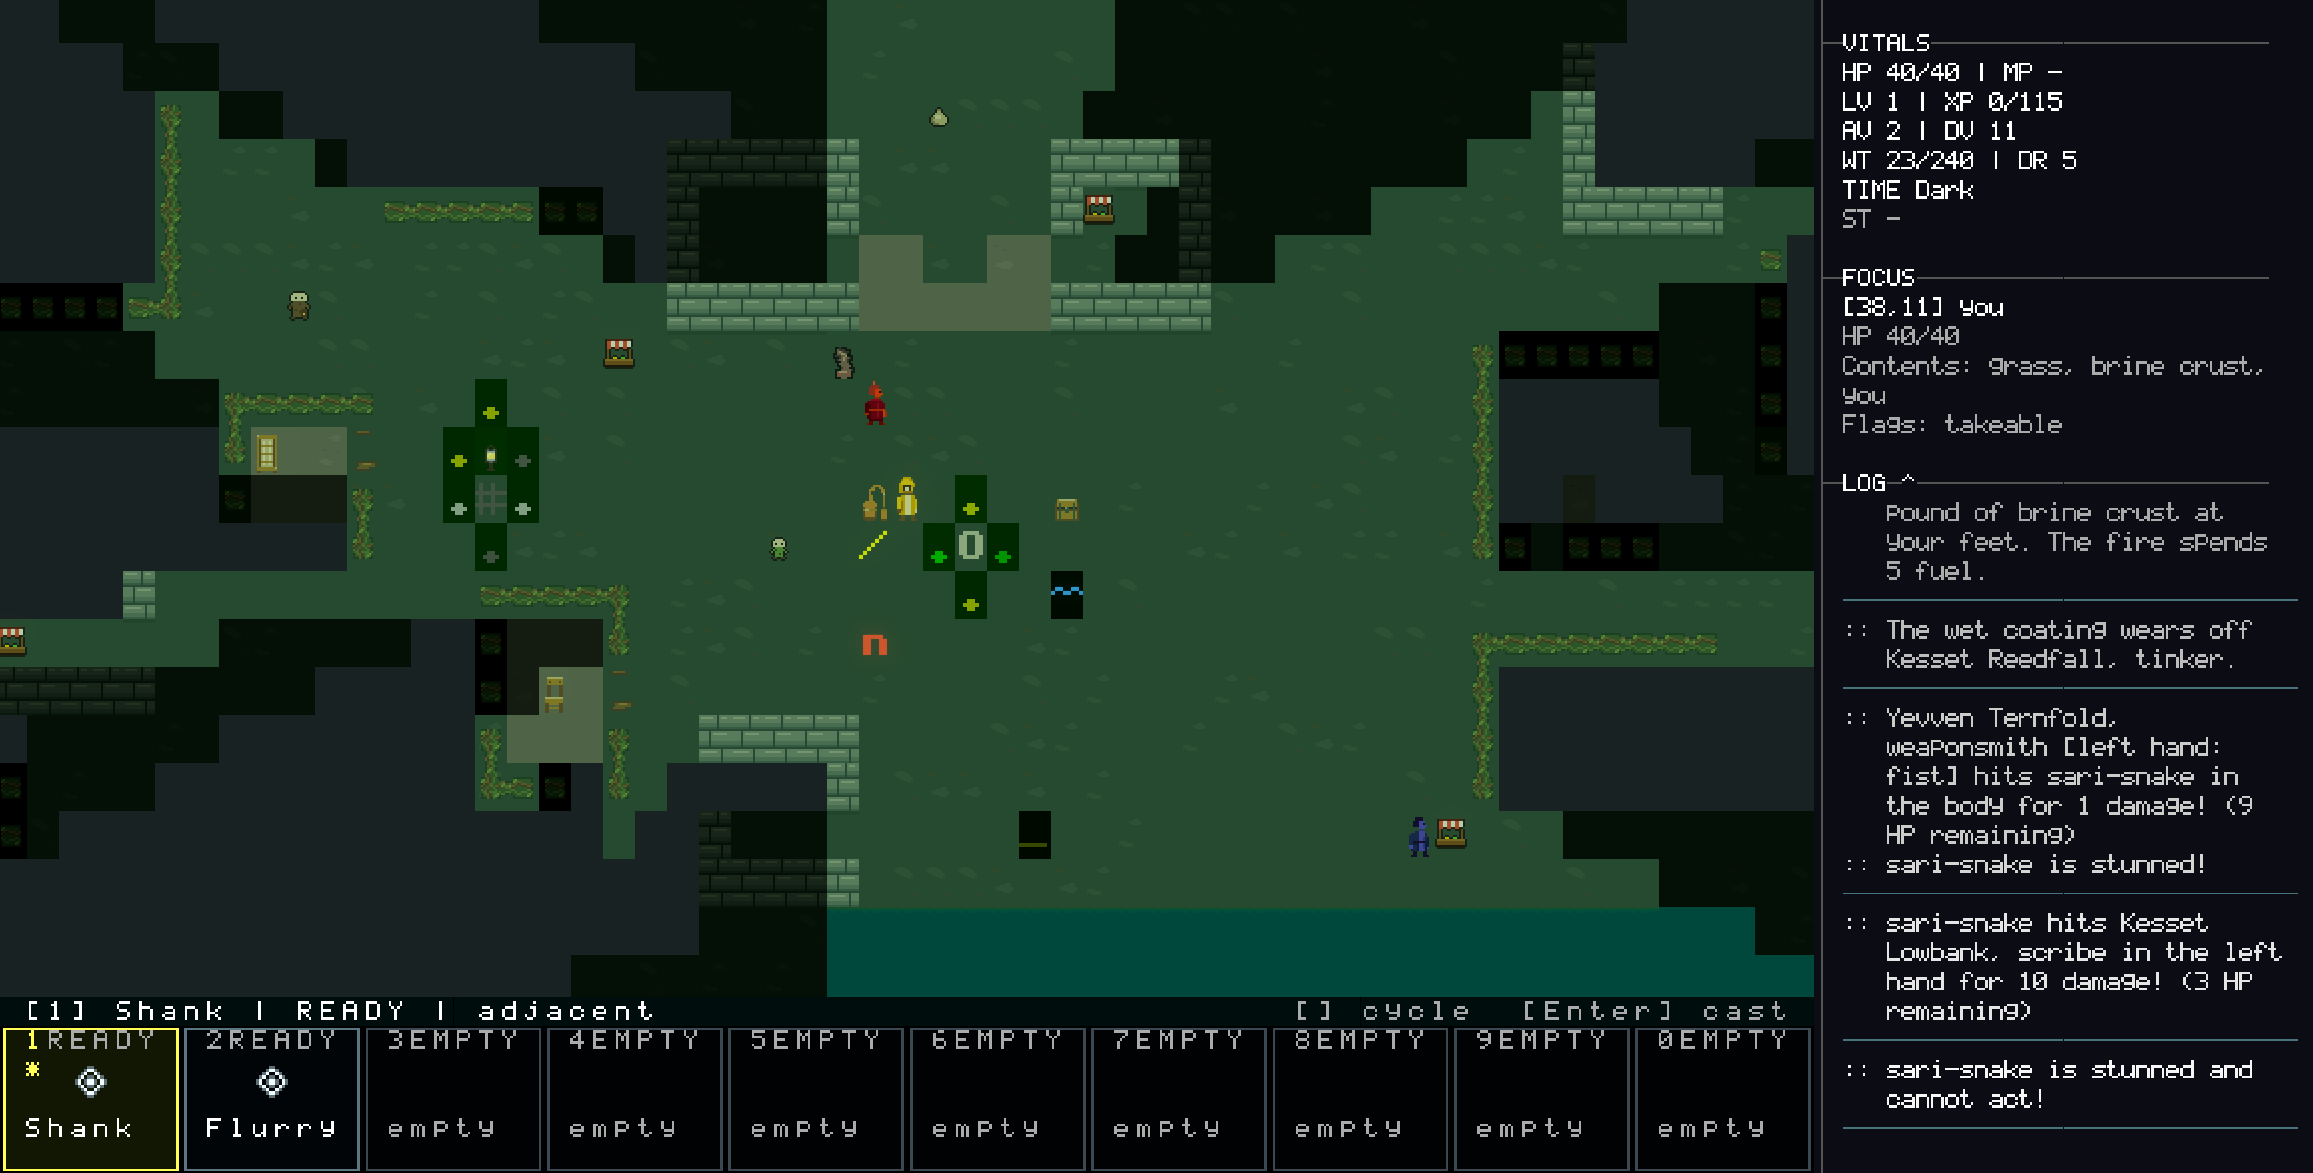 VITALS
HP 40/40 | MP -
LV 1 | XP 0/115
AV 2 | DV 11
WT 23/240 | DR 5
TIME Dark
ST -
FOCUS
[38,11] You
HP 40/40
Contents: grass, brine crust,
you
Flags: takeable
LOG ^
pound of brine crust at
your feet. The fire spends
5 fuel.
:: The wet coating wears off
Kesset Reedfall, tinker.
:: Yevven Ternfold,
weaponsmith [left hand:
fist] hits sari-snake in
the body for 1 damage! (9
HP remaining)
:: sari-snake is stunned!
:: sari-snake hits Kesset
Lowbank, scribe in the left
hand for 10 damage! (3 HP
remaining)
:: sari-snake is stunned and
cannot act!
0
n
[1] Shank | READY | adjacent
[] cycle [Enter] cast
1READY 2READY 3EMPTY 4EMPTY 5EMPTY 6EMPTY 7EMPTY 8EMPTY 9EMPTY 0EMPTY
Shank Flurry empty empty empty empty empty empty empty empty